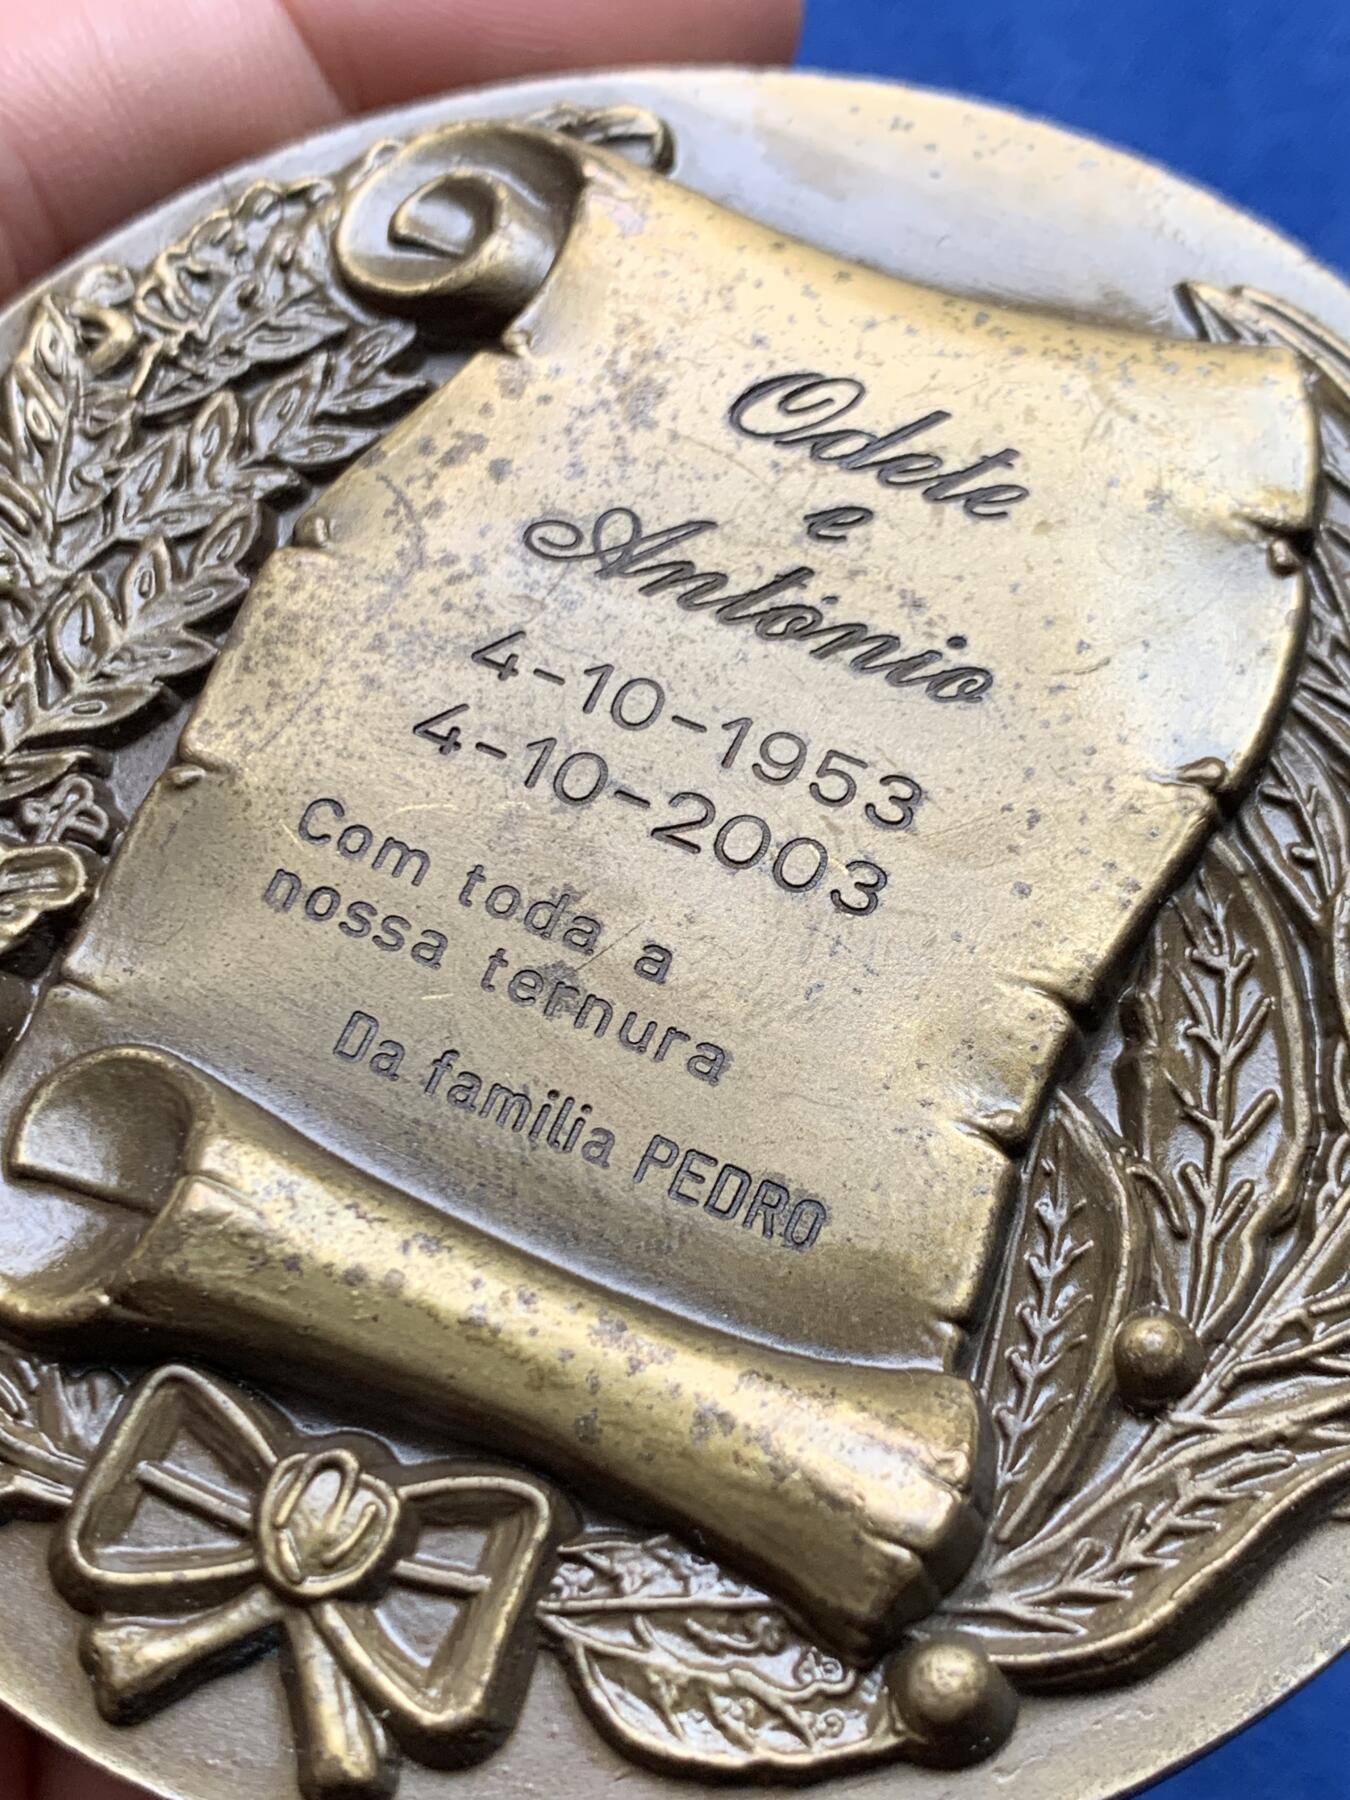 Odete
e
António
4-10-1953
4-10-2003
Com toda a
nossa ternura
Da familia PEDRO